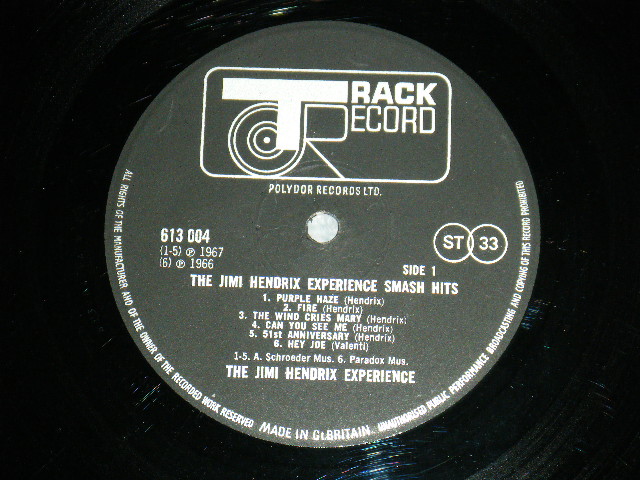 TRACK
RECORD
POLYDOR RECORDS LTD.
613 004
(1-5) ℗ 1967
(6) ℗ 1966
ST 33
SIDE 1
THE JIMI HENDRIX EXPERIENCE SMASH HITS
1. PURPLE HAZE (Hendrix)
2. FIRE (Hendrix)
3. THE WIND CRIES MARY (Hendrix)
4. CAN YOU SEE ME (Hendrix)
5. 51st ANNIVERSARY (Hendrix)
6. HEY JOE (Valenti)
1-5. A. Schroeder Mus. 6. Paradox Mus.
THE JIMI HENDRIX EXPERIENCE
ALL RIGHTS OF THE MANUFACTURER AND OF THE OWNER OF THE RECORDED WORK RESERVED
MADE IN Gt.BRITAIN.
UNAUTHORISED PUBLIC PERFORMANCE BROADCASTING AND COPYING OF THIS RECORD PROHIBITED